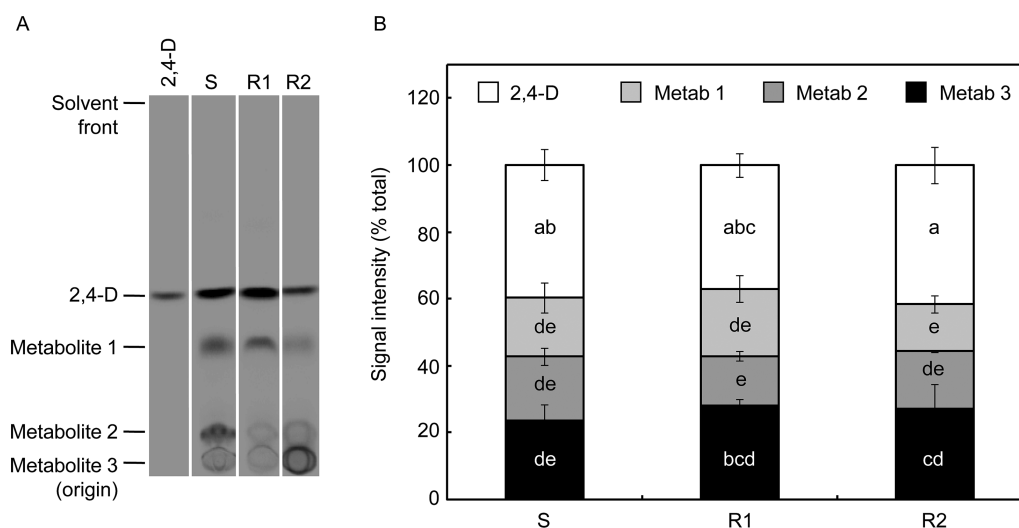 A
2,4-D
S
R1
R2
Solvent
front
2,4-D
Metabolite 1
Metabolite 2
Metabolite 3
(origin)
B
2,4-D
Metab 1
Metab 2
Metab 3
Signal intensity (% total)
120
100
80
60
40
20
0
ab
abc
a
de
de
e
de
e
de
de
bcd
cd
S
R1
R2